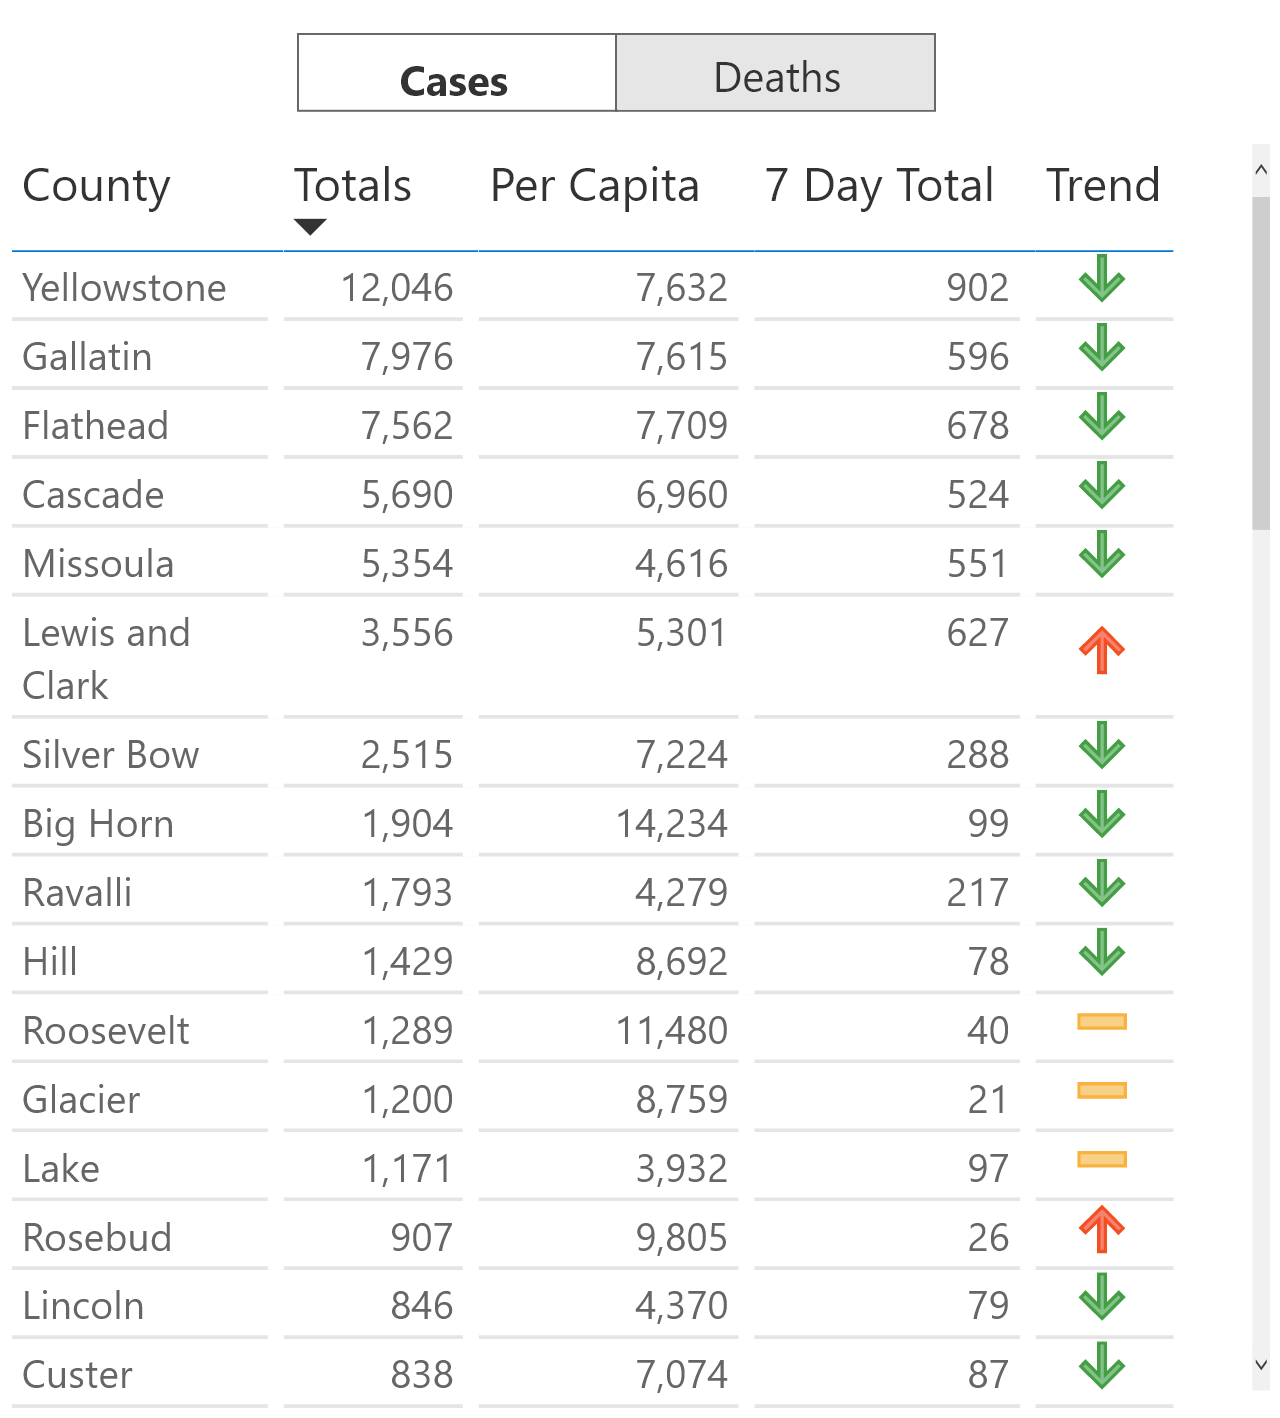 Cases Deaths
County Totals Per Capita 7 Day Total Trend
Yellowstone 12,046 7,632 902
Gallatin 7,976 7,615 596
Flathead 7,562 7,709 678
Cascade 5,690 6,960 524
Missoula 5,354 4,616 551
Lewis and 3,556 5,301 627
Clark
Silver Bow 2,515 7,224 288
Big Horn 1,904 14,234 99
Ravalli 1,793 4,279 217
Hill 1,429 8,692 78
Roosevelt 1,289 11,480 40
Glacier 1,200 8,759 21
Lake 1,171 3,932 97
Rosebud 907 9,805 26
Lincoln 846 4,370 79
Custer 838 7,074 87